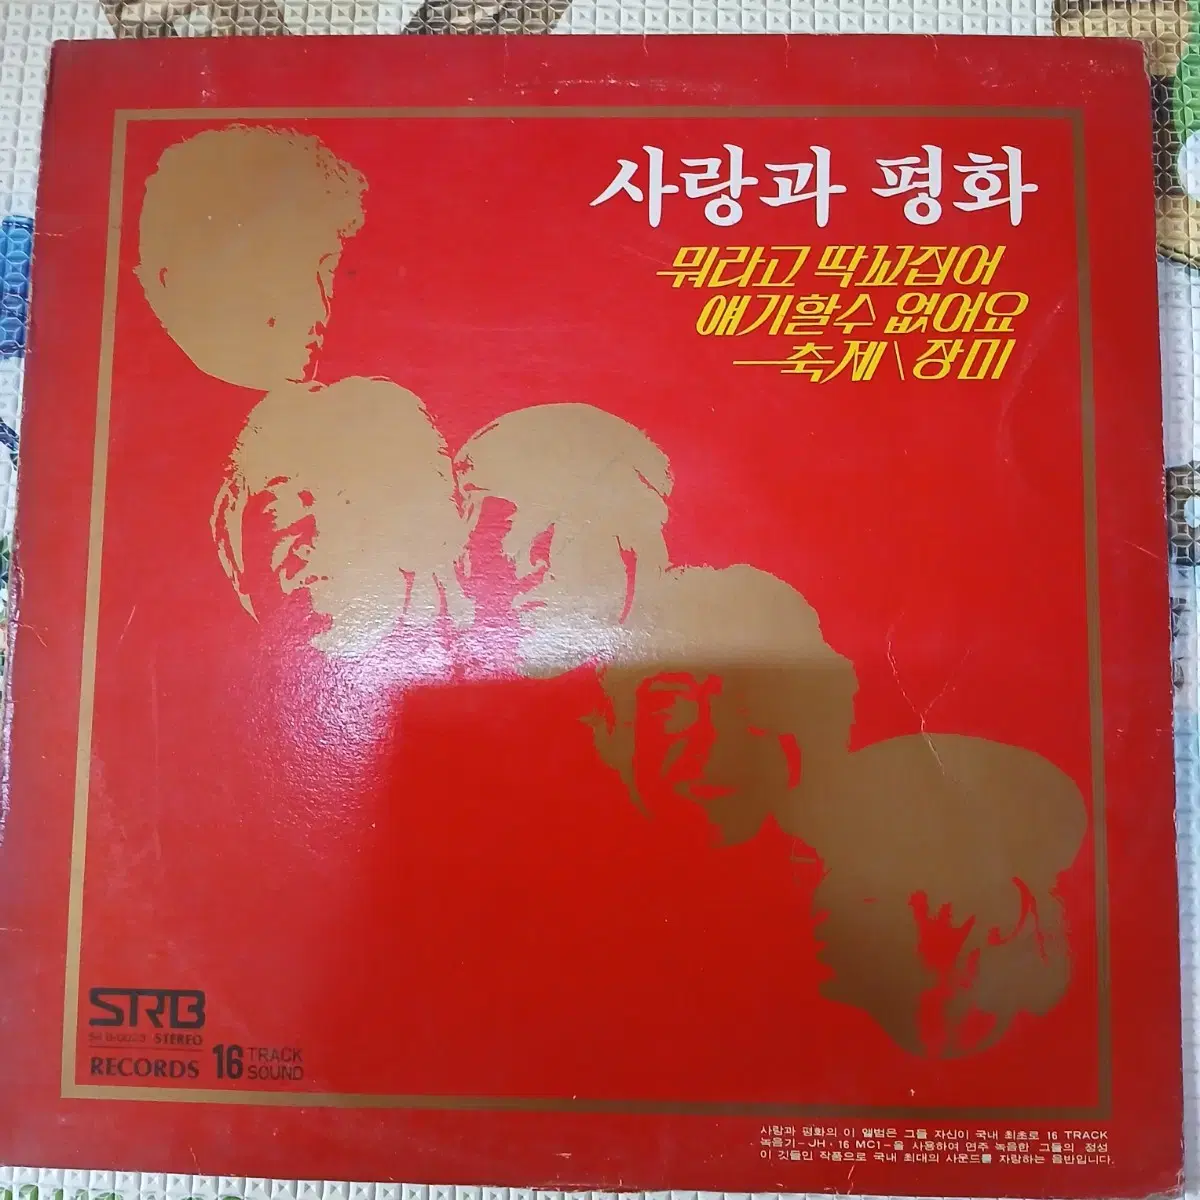 사랑과 평화
뭐라고 딱꼬집어
얘기할수 없어요
—축제\장미
STRB
STEREO
RECORDS 16 TRACK SOUND
사랑과 평화의 이 앨범은 그들 자신이 국내 최초로 16 TRACK
녹음기-JH·16 MC1-을 사용하여 연주 녹음한 그들의 정성
이 깃들인 작품으로 국내 최대의 사운드를 자랑하는 음반입니다.